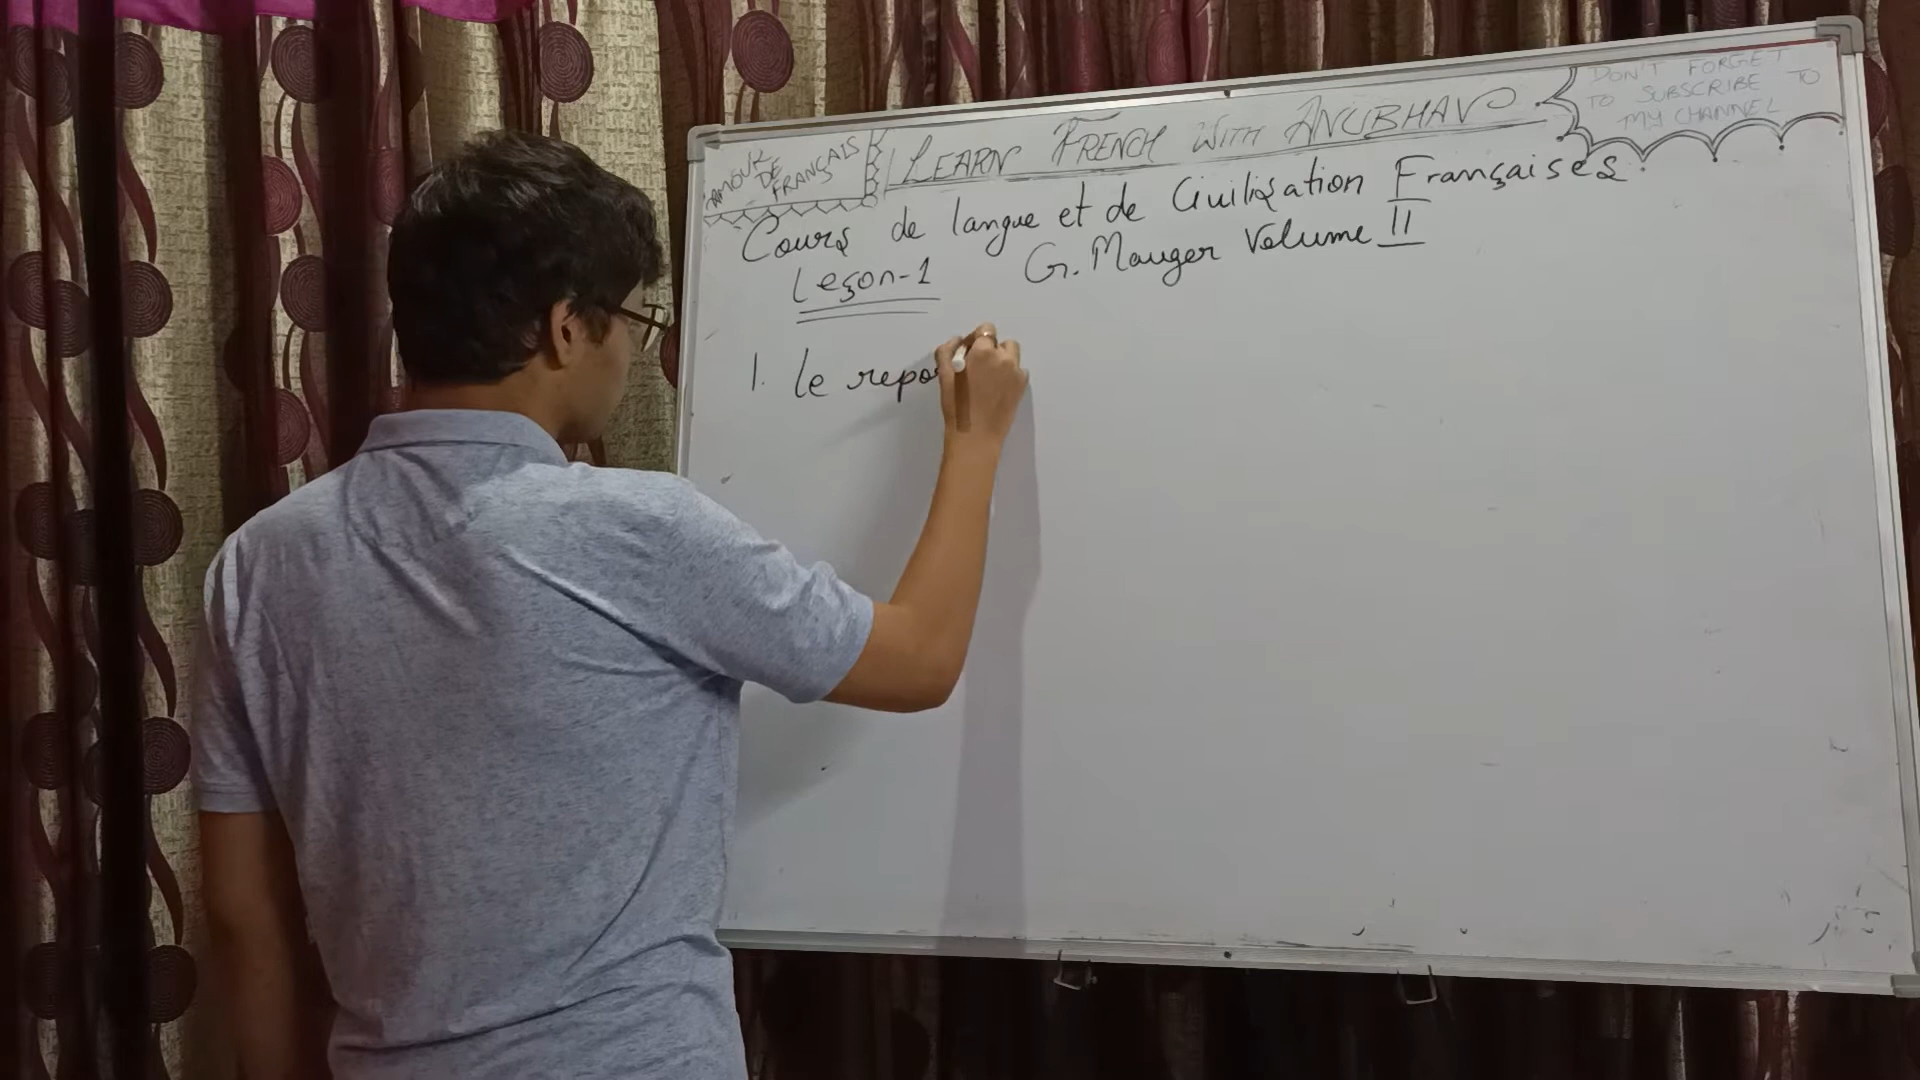 AMOUR
DE
FRANÇAIS
LEARN FRENCH WITH ANUBHAV
DON'T FORGET
TO SUBSCRIBE TO
MY CHANNEL
Cours de langue et de Civilisation Françaises.
Leçon-1 G. Mauger Volume II
1. Le repo